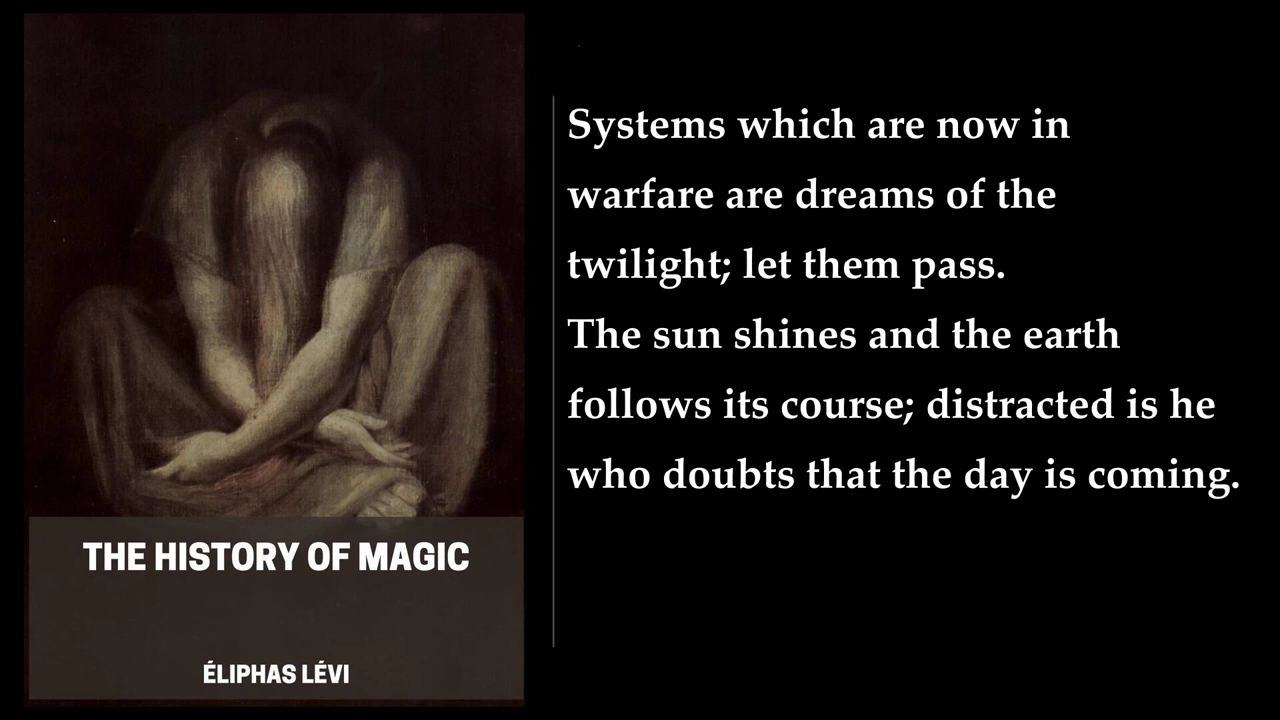 THE HISTORY OF MAGIC
ÉLIPHAS LÉVI
Systems which are now in
warfare are dreams of the
twilight; let them pass.
The sun shines and the earth
follows its course; distracted is he
who doubts that the day is coming.